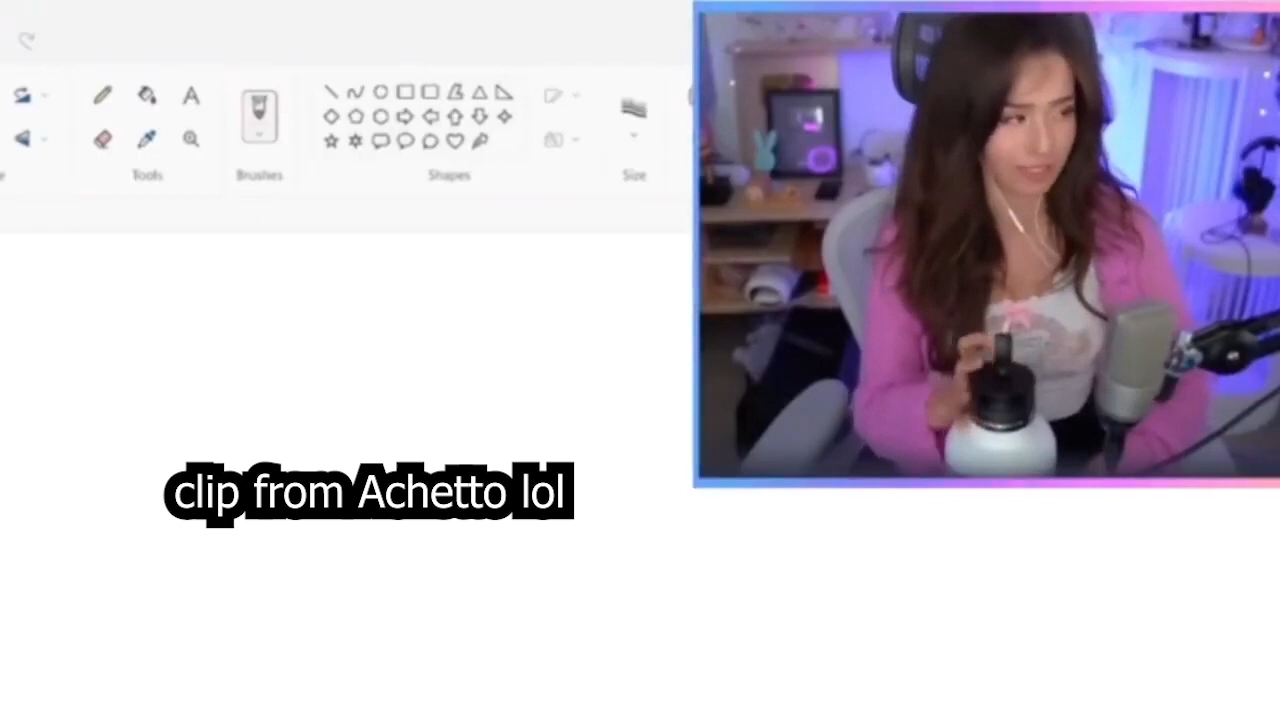 Tools
Brushes
Shapes
Size
clip from Achetto lol